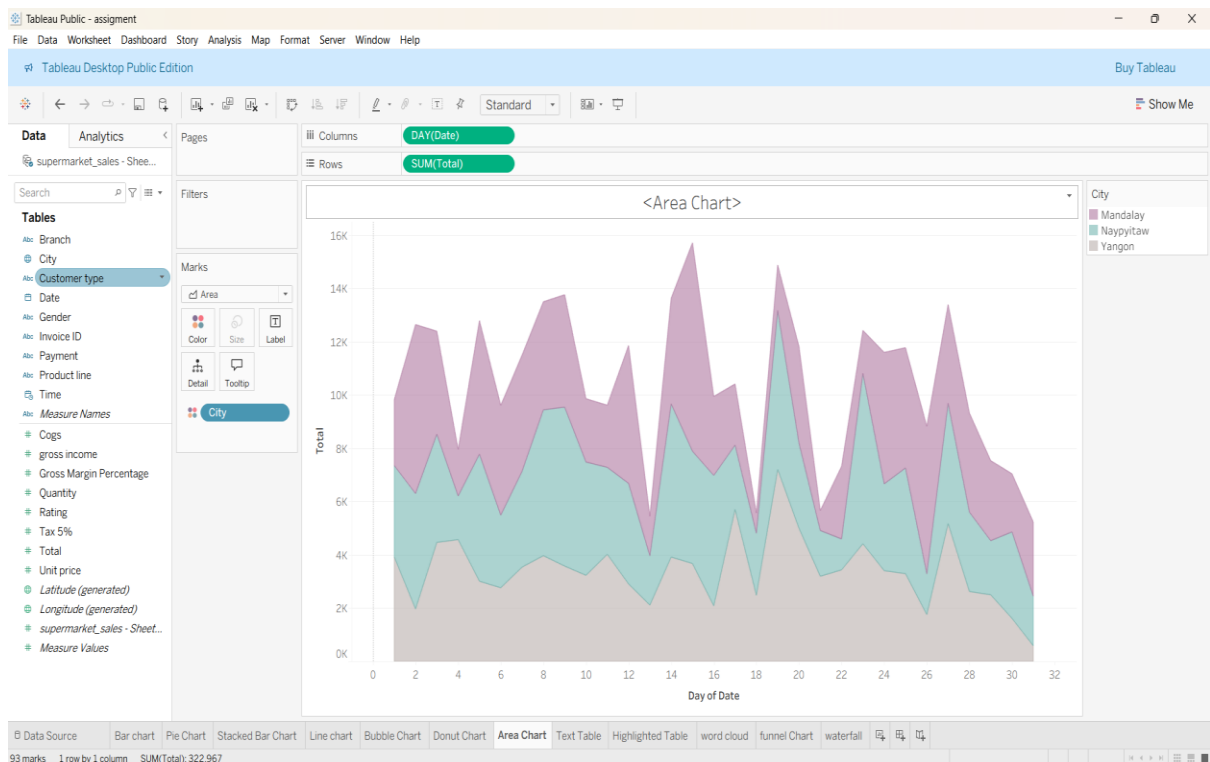 Tableau Public - assigment
File Data Worksheet Dashboard Story Analysis Map Format Server Window Help
Tableau Desktop Public Edition
Buy Tableau
Standard
Show Me
Data Analytics
supermarket_sales - Shee...
Search
Tables
Abc Branch
City
Abc Customer type
Date
Abc Gender
Abc Invoice ID
Abc Payment
Abc Product line
Time
Abc Measure Names
# Cogs
# gross income
# Gross Margin Percentage
# Quantity
# Rating
# Tax 5%
# Total
# Unit price
Latitude (generated)
Longitude (generated)
# supermarket_sales - Sheet...
# Measure Values
Pages
Filters
Marks
Area
Color Size Label
Detail Tooltip
City
Columns DAY(Date)
Rows SUM(Total)
<Area Chart>
16K
14K
12K
10K
8K
6K
4K
2K
0K
Total
0 2 4 6 8 10 12 14 16 18 20 22 24 26 28 30 32
Day of Date
City
Mandalay
Naypyitaw
Yangon
Data Source Bar chart Pie Chart Stacked Bar Chart Line chart Bubble Chart Donut Chart Area Chart Text Table Highlighted Table word cloud funnel Chart waterfall
93 marks 1 row by 1 column SUM(Total): 322,967